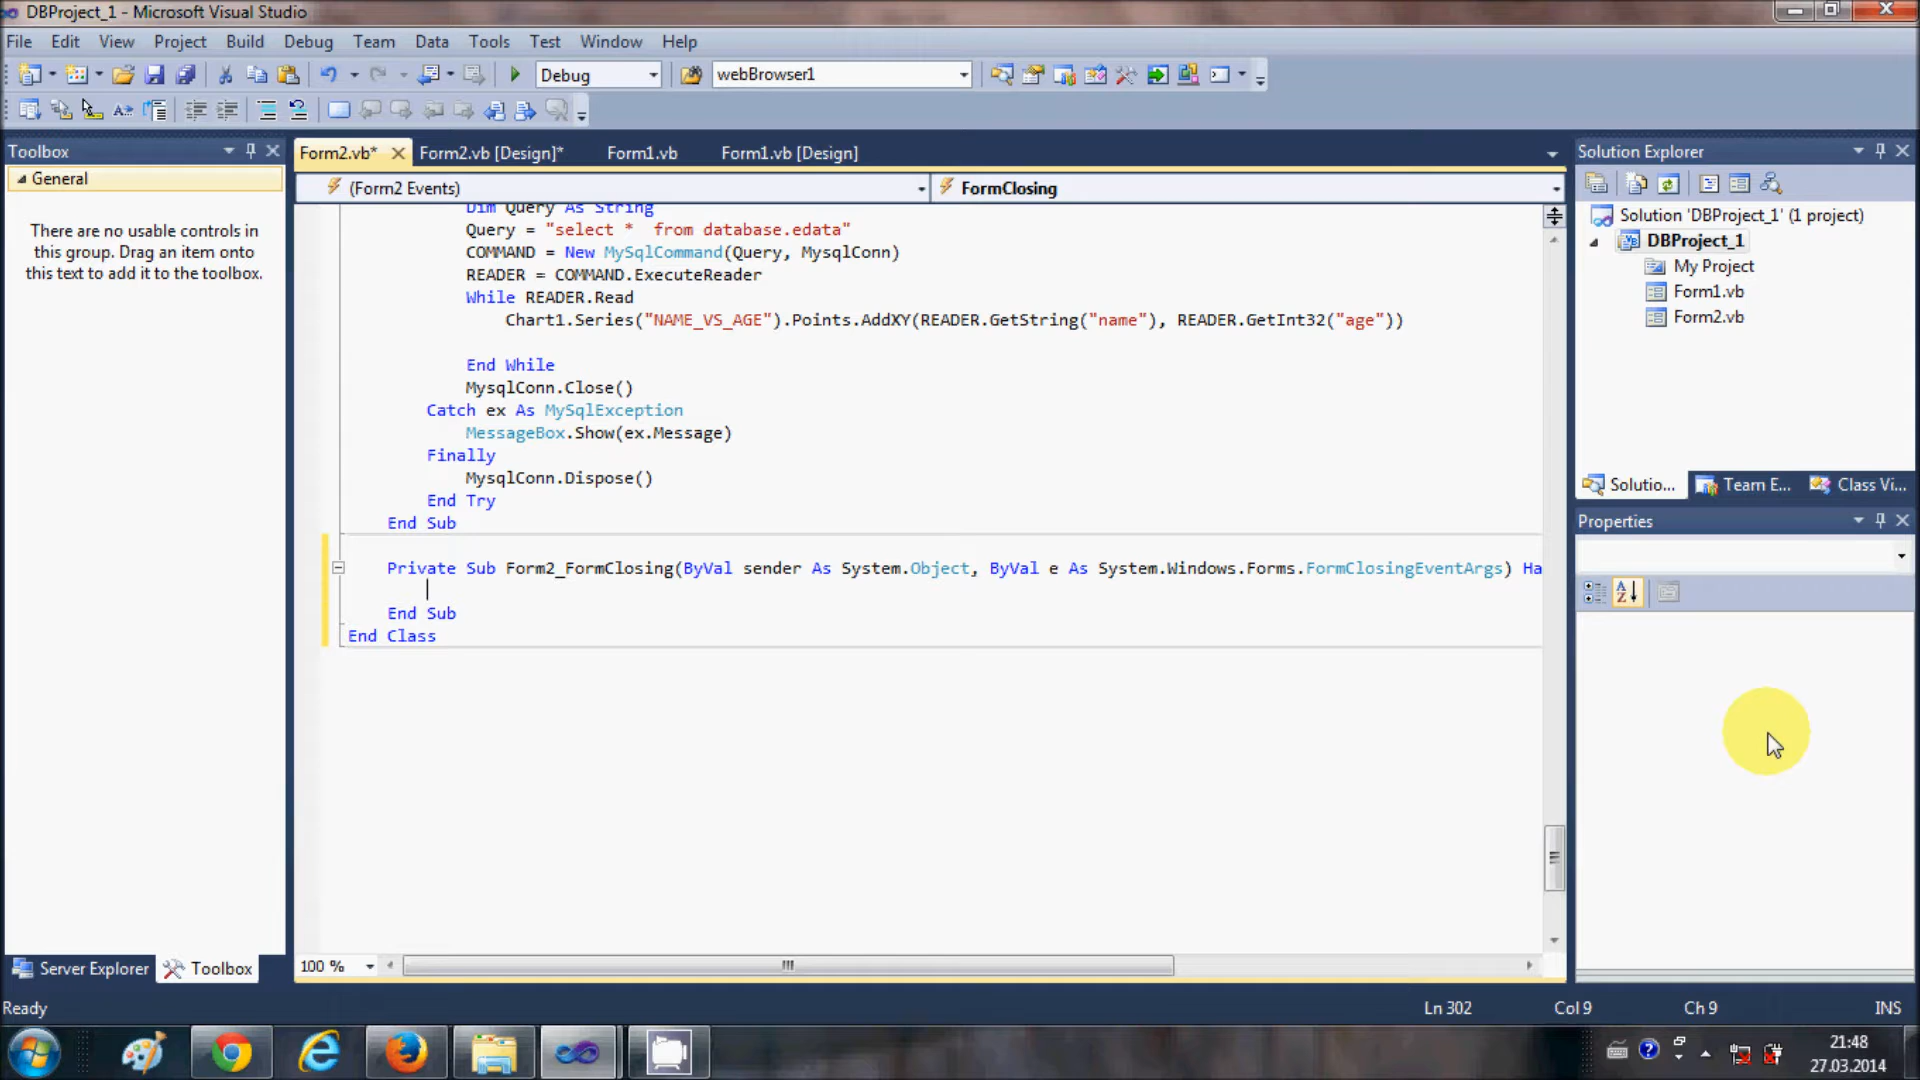 DBProject_1 - Microsoft Visual Studio
File Edit View Project Build Debug Team Data Tools Test Window Help
Debug webBrowser1
Toolbox
General
There are no usable controls in
this group. Drag an item onto
this text to add it to the toolbox.
Server Explorer Toolbox
Form2.vb* Form2.vb [Design]* Form1.vb Form1.vb [Design]
(Form2 Events) FormClosing
Dim Query As String
Query = "select *  from database.edata"
COMMAND = New MySqlCommand(Query, MysqlConn)
READER = COMMAND.ExecuteReader
While READER.Read
Chart1.Series("NAME_VS_AGE").Points.AddXY(READER.GetString("name"), READER.GetInt32("age"))
End While
MysqlConn.Close()
Catch ex As MySqlException
MessageBox.Show(ex.Message)
Finally
MysqlConn.Dispose()
End Try
End Sub
Private Sub Form2_FormClosing(ByVal sender As System.Object, ByVal e As System.Windows.Forms.FormClosingEventArgs) Ha
End Sub
End Class
100 %
Solution Explorer
Solution 'DBProject_1' (1 project)
DBProject_1
My Project
Form1.vb
Form2.vb
Solutio... Team E... Class Vi...
Properties
Ready Ln 302 Col 9 Ch 9 INS
21:48
27.03.2014